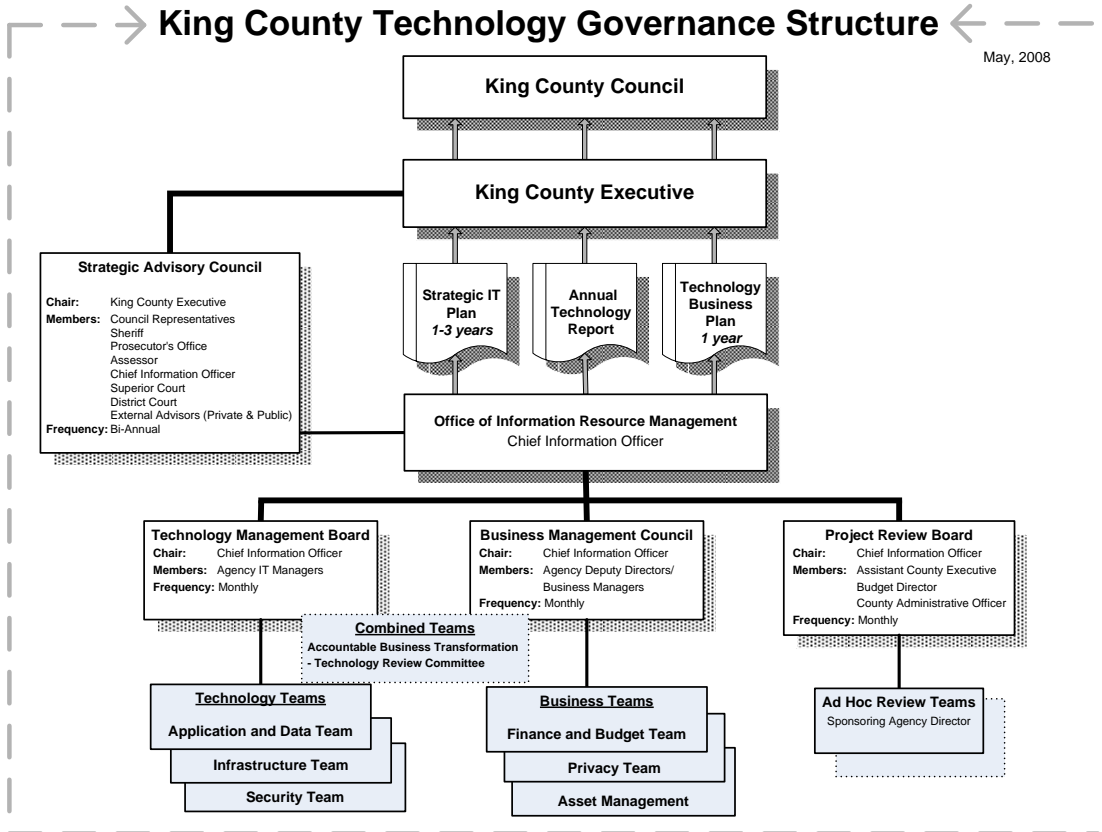 King County Technology Governance Structure
May, 2008
King County Council
King County Executive
Strategic Advisory Council
Chair: King County Executive
Members: Council Representatives
Sheriff
Prosecutor's Office
Assessor
Chief Information Officer
Superior Court
District Court
External Advisors (Private & Public)
Frequency: Bi-Annual
Strategic IT
Plan
1-3 years
Annual
Technology
Report
Technology
Business
Plan
1 year
Office of Information Resource Management
Chief Information Officer
Technology Management Board
Chair: Chief Information Officer
Members: Agency IT Managers
Frequency: Monthly
Business Management Council
Chair: Chief Information Officer
Members: Agency Deputy Directors/
Business Managers
Frequency: Monthly
Project Review Board
Chair: Chief Information Officer
Members: Assistant County Executive
Budget Director
County Administrative Officer
Frequency: Monthly
Combined Teams
Accountable Business Transformation
- Technology Review Committee
Technology Teams
Application and Data Team
Infrastructure Team
Security Team
Business Teams
Finance and Budget Team
Privacy Team
Asset Management
Ad Hoc Review Teams
Sponsoring Agency Director